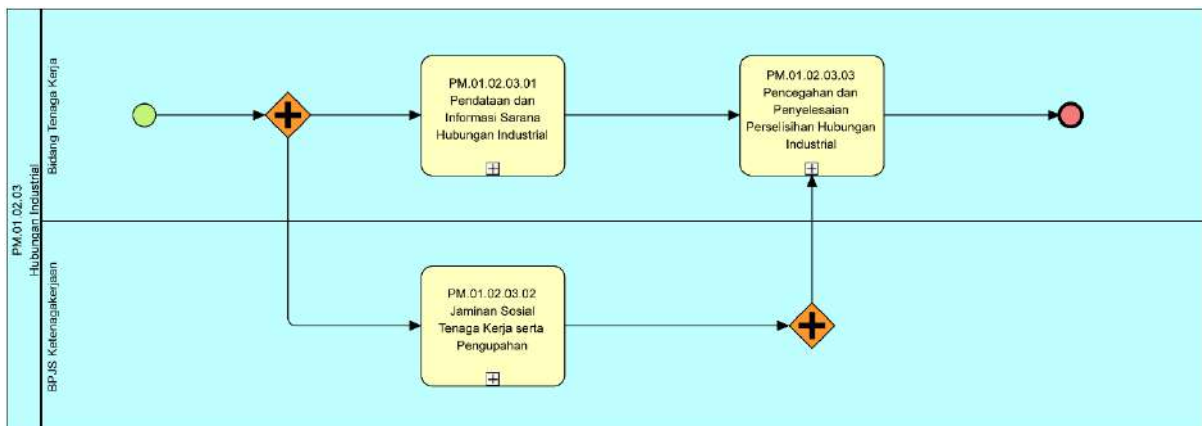 PM.01.02.03
Hubungan Industrial
Bidang Tenaga Kerja
PM.01.02.03.01
Pendataan dan
Informasi Sarana
Hubungan Industrial
PM.01.02.03.03
Pencegahan dan
Penyelesaian
Perselisihan Hubungan
Industrial
BPJS Ketenagakerjaan
PM.01.02.03.02
Jaminan Sosial
Tenaga Kerja serta
Pengupahan